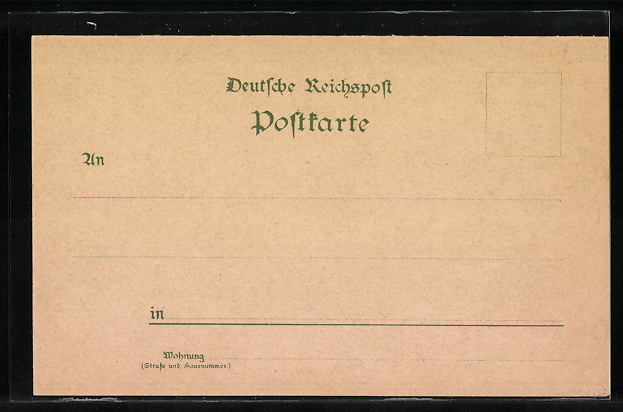 Deutsche Reichspost
Postkarte
An
in
Wohnung
(Straße und Hausnummer.)